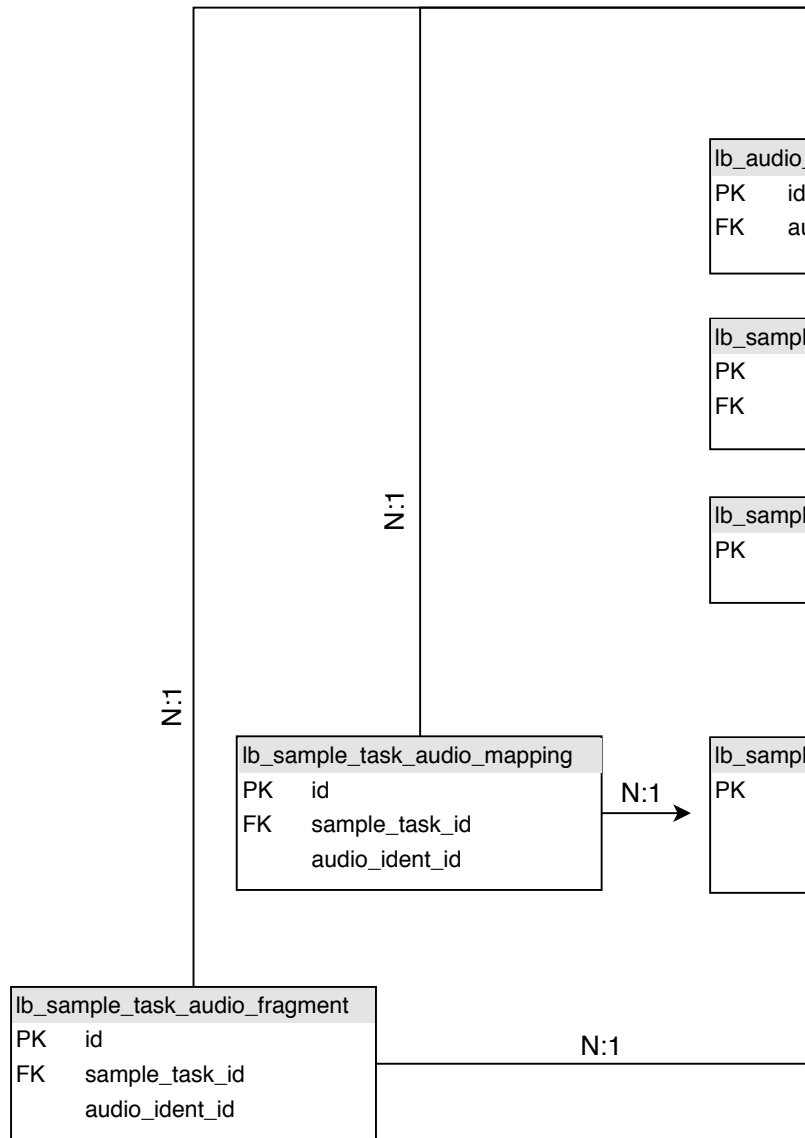 lb_audio_
PK id
FK au
N:1
lb_sampl
PK
FK
N:1
lb_sampl
PK
N:1
lb_sample_task_audio_mapping
PK id
FK sample_task_id
audio_ident_id
N:1
lb_sampl
PK
lb_sample_task_audio_fragment
PK id
FK sample_task_id
audio_ident_id
N:1